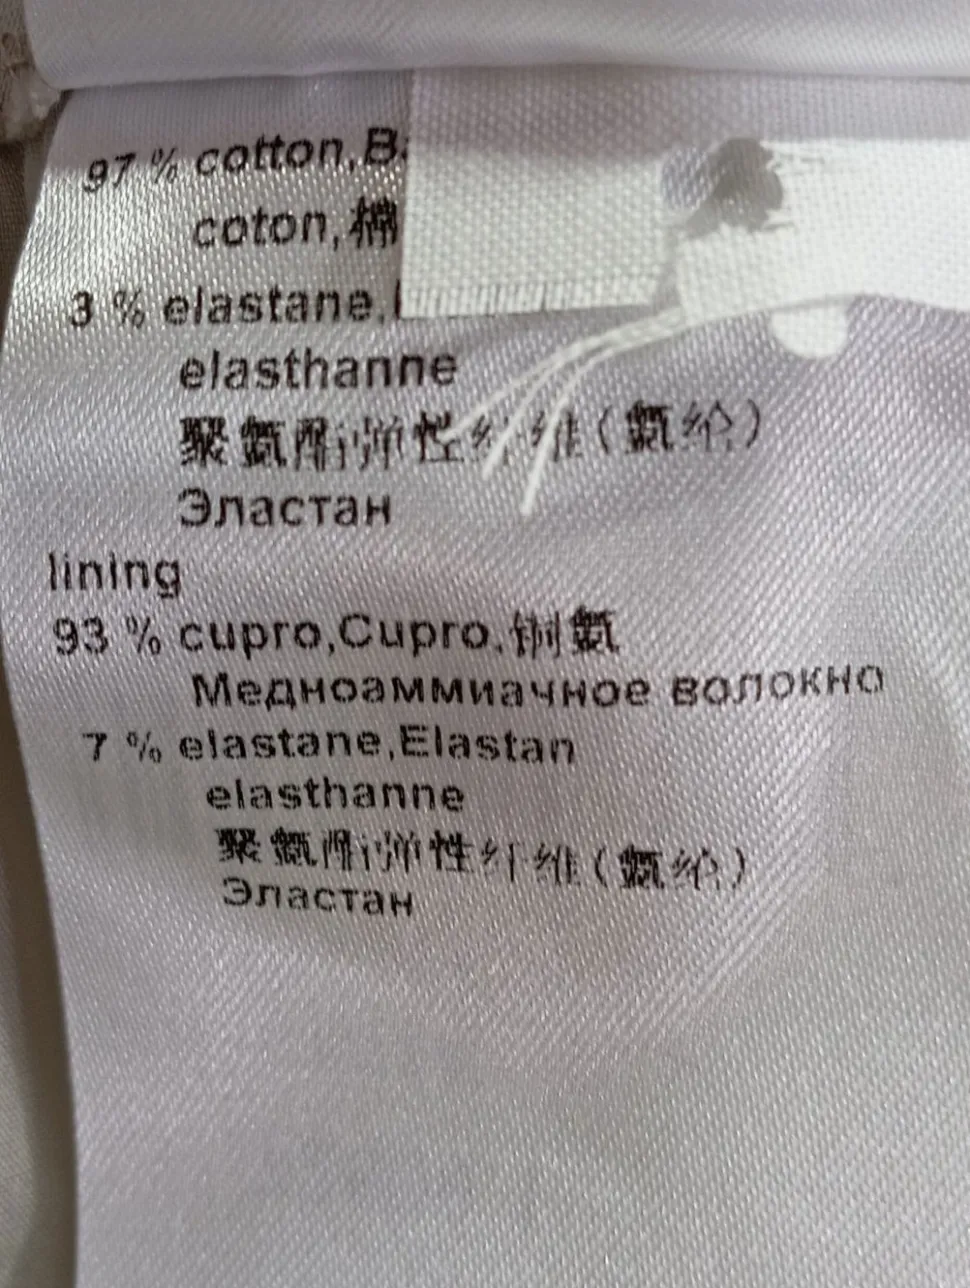 97 % cotton,Ba
coton,棉
3 % elastane,
elasthanne
聚氨酯弹性纤维(氨纶)
Эластан
lining
93 % cupro,Cupro,铜氨
Медноаммиачное волокно
7 % elastane,Elastan
elasthanne
聚氨酯弹性纤维(氨纶)
Эластан